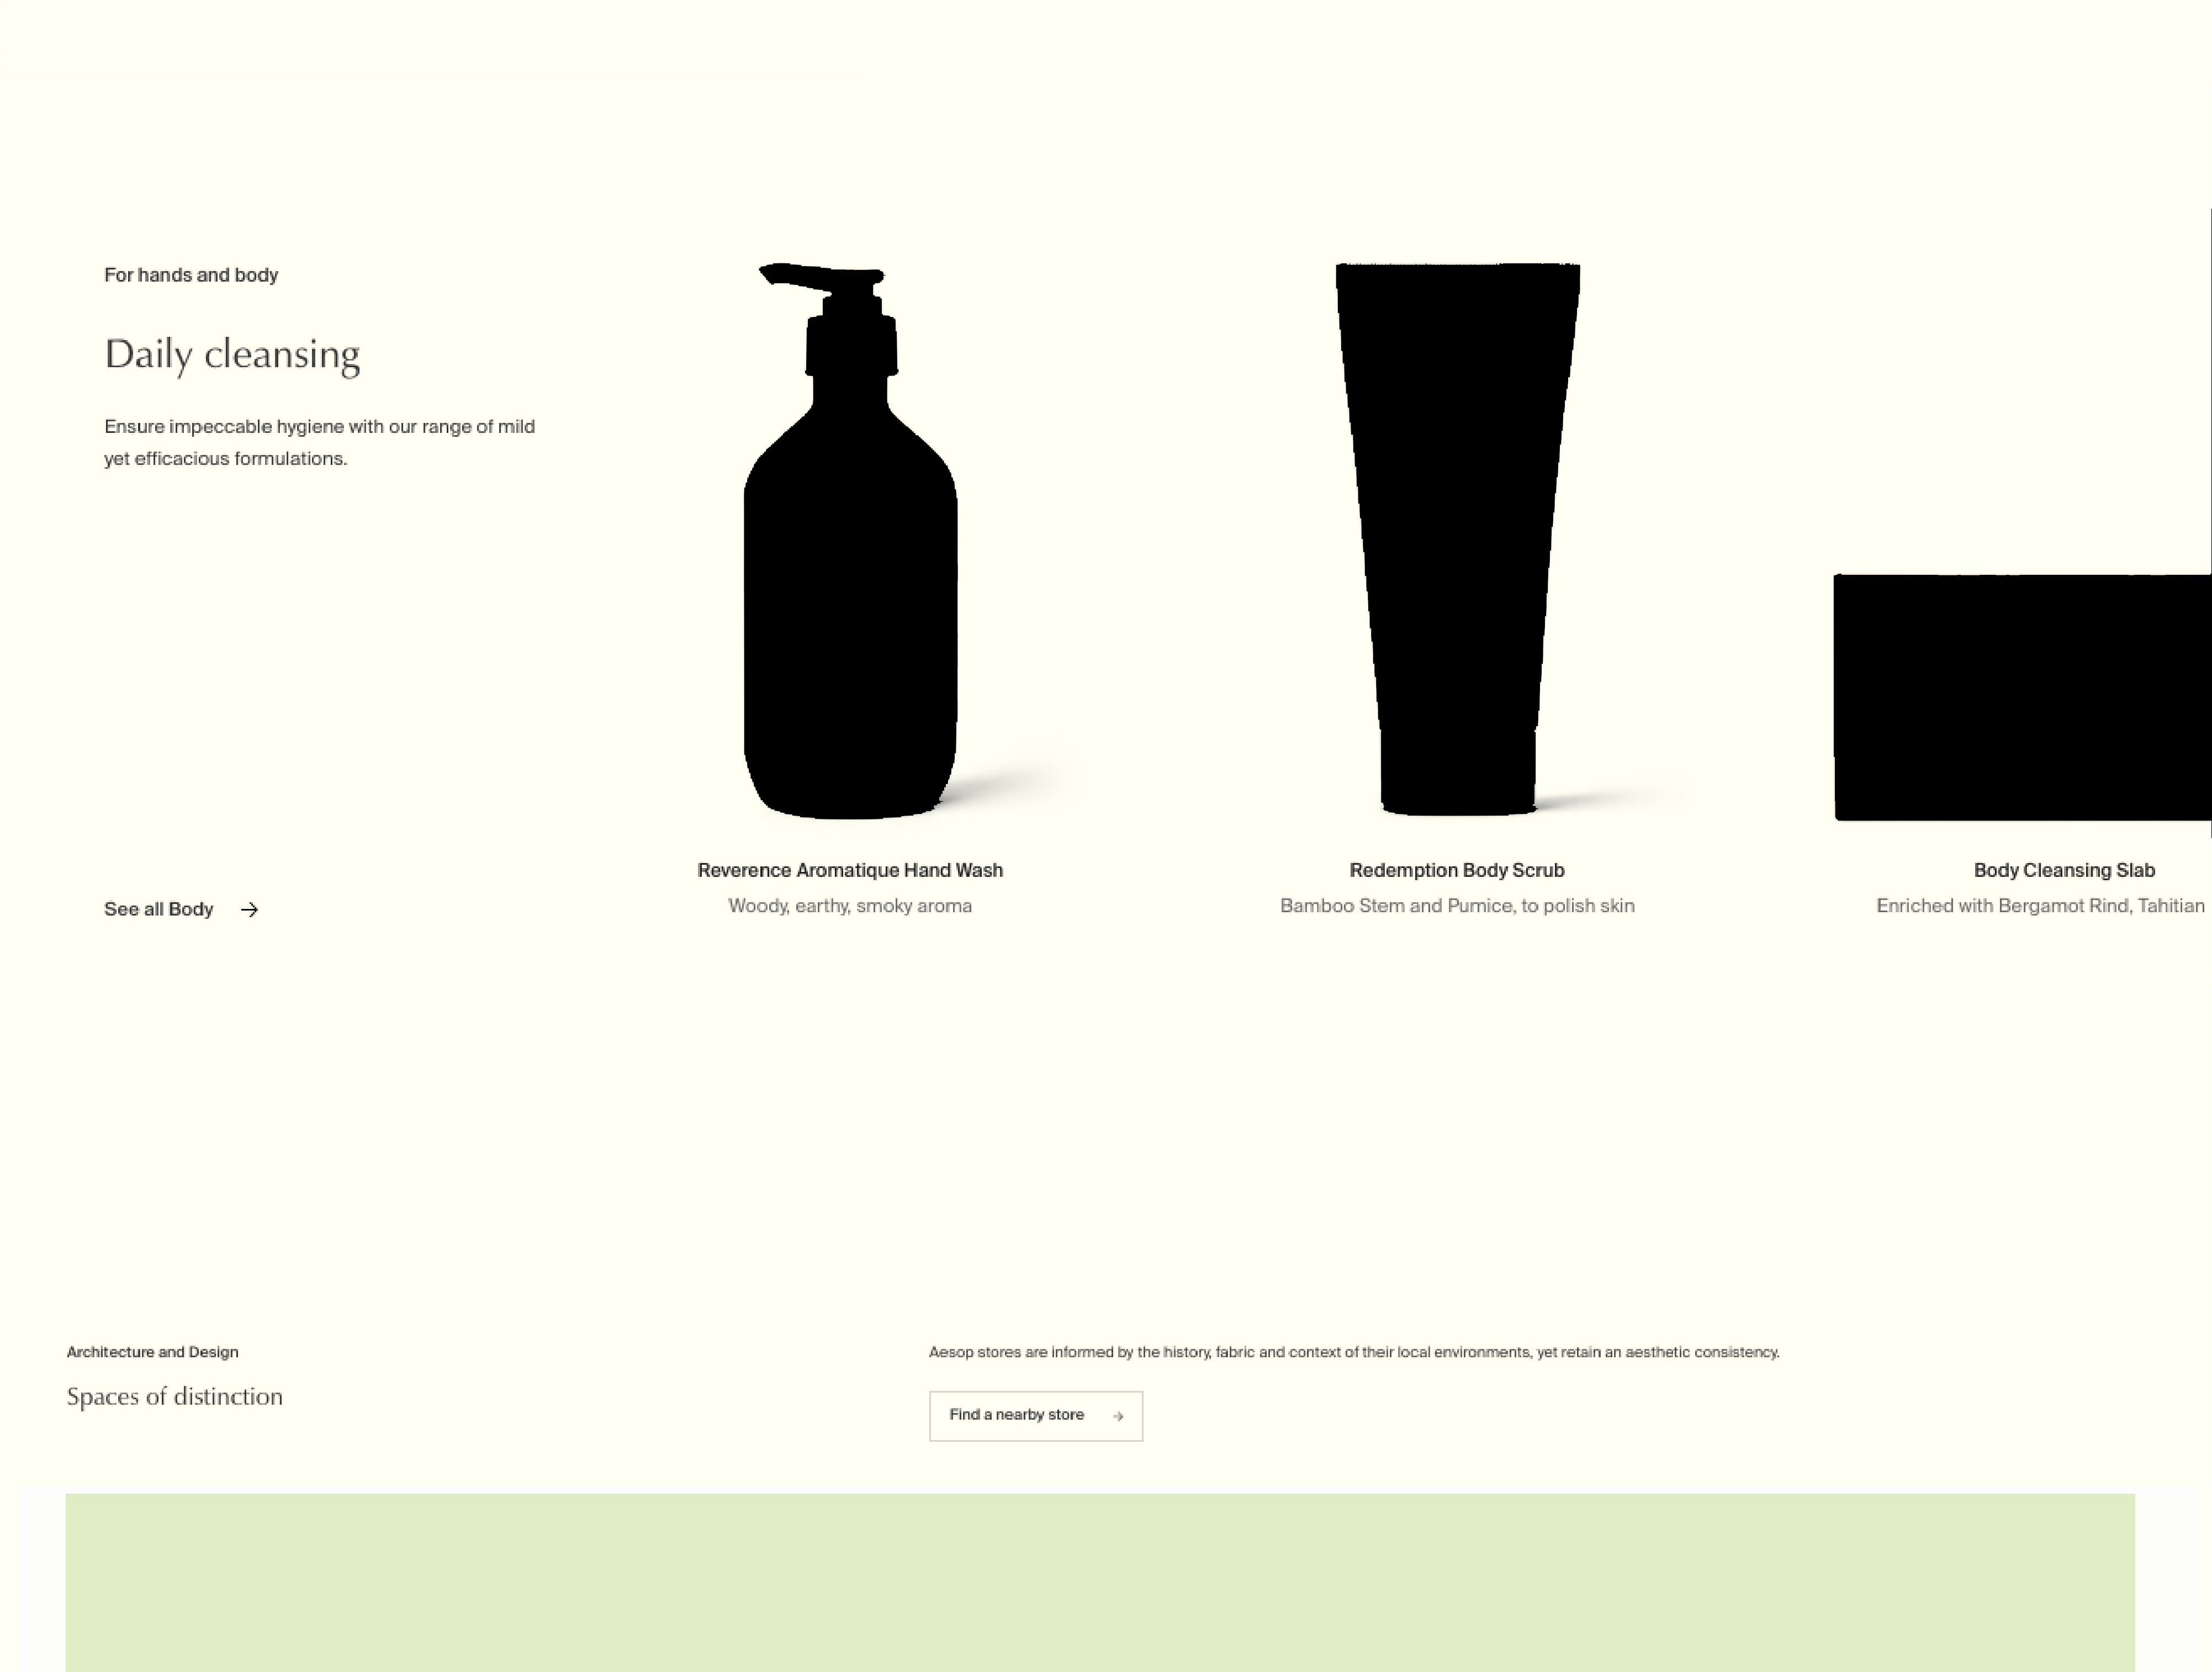 For hands and body
Daily cleansing
Ensure impeccable hygiene with our range of mild
yet efficacious formulations.
See all Body
Reverence Aromatique Hand Wash
Woody, earthy, smoky aroma
Redemption Body Scrub
Bamboo Stem and Pumice, to polish skin
Body Cleansing Slab
Enriched with Bergamot Rind, Tahitian
Architecture and Design
Spaces of distinction
Aesop stores are informed by the history, fabric and context of their local environments, yet retain an aesthetic consistency.
Find a nearby store